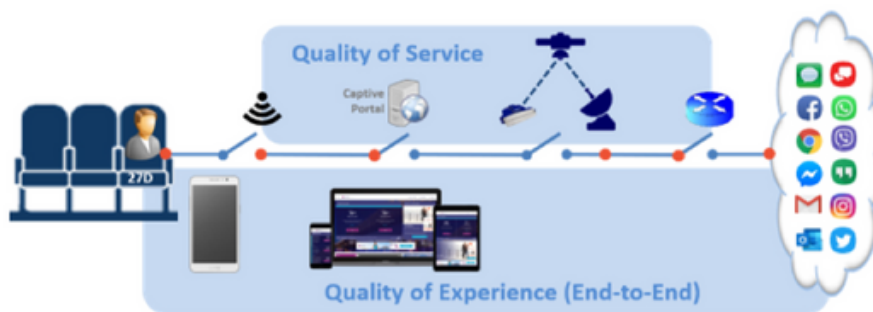 Quality of Service
Captive
Portal
27D
Quality of Experience (End-to-End)